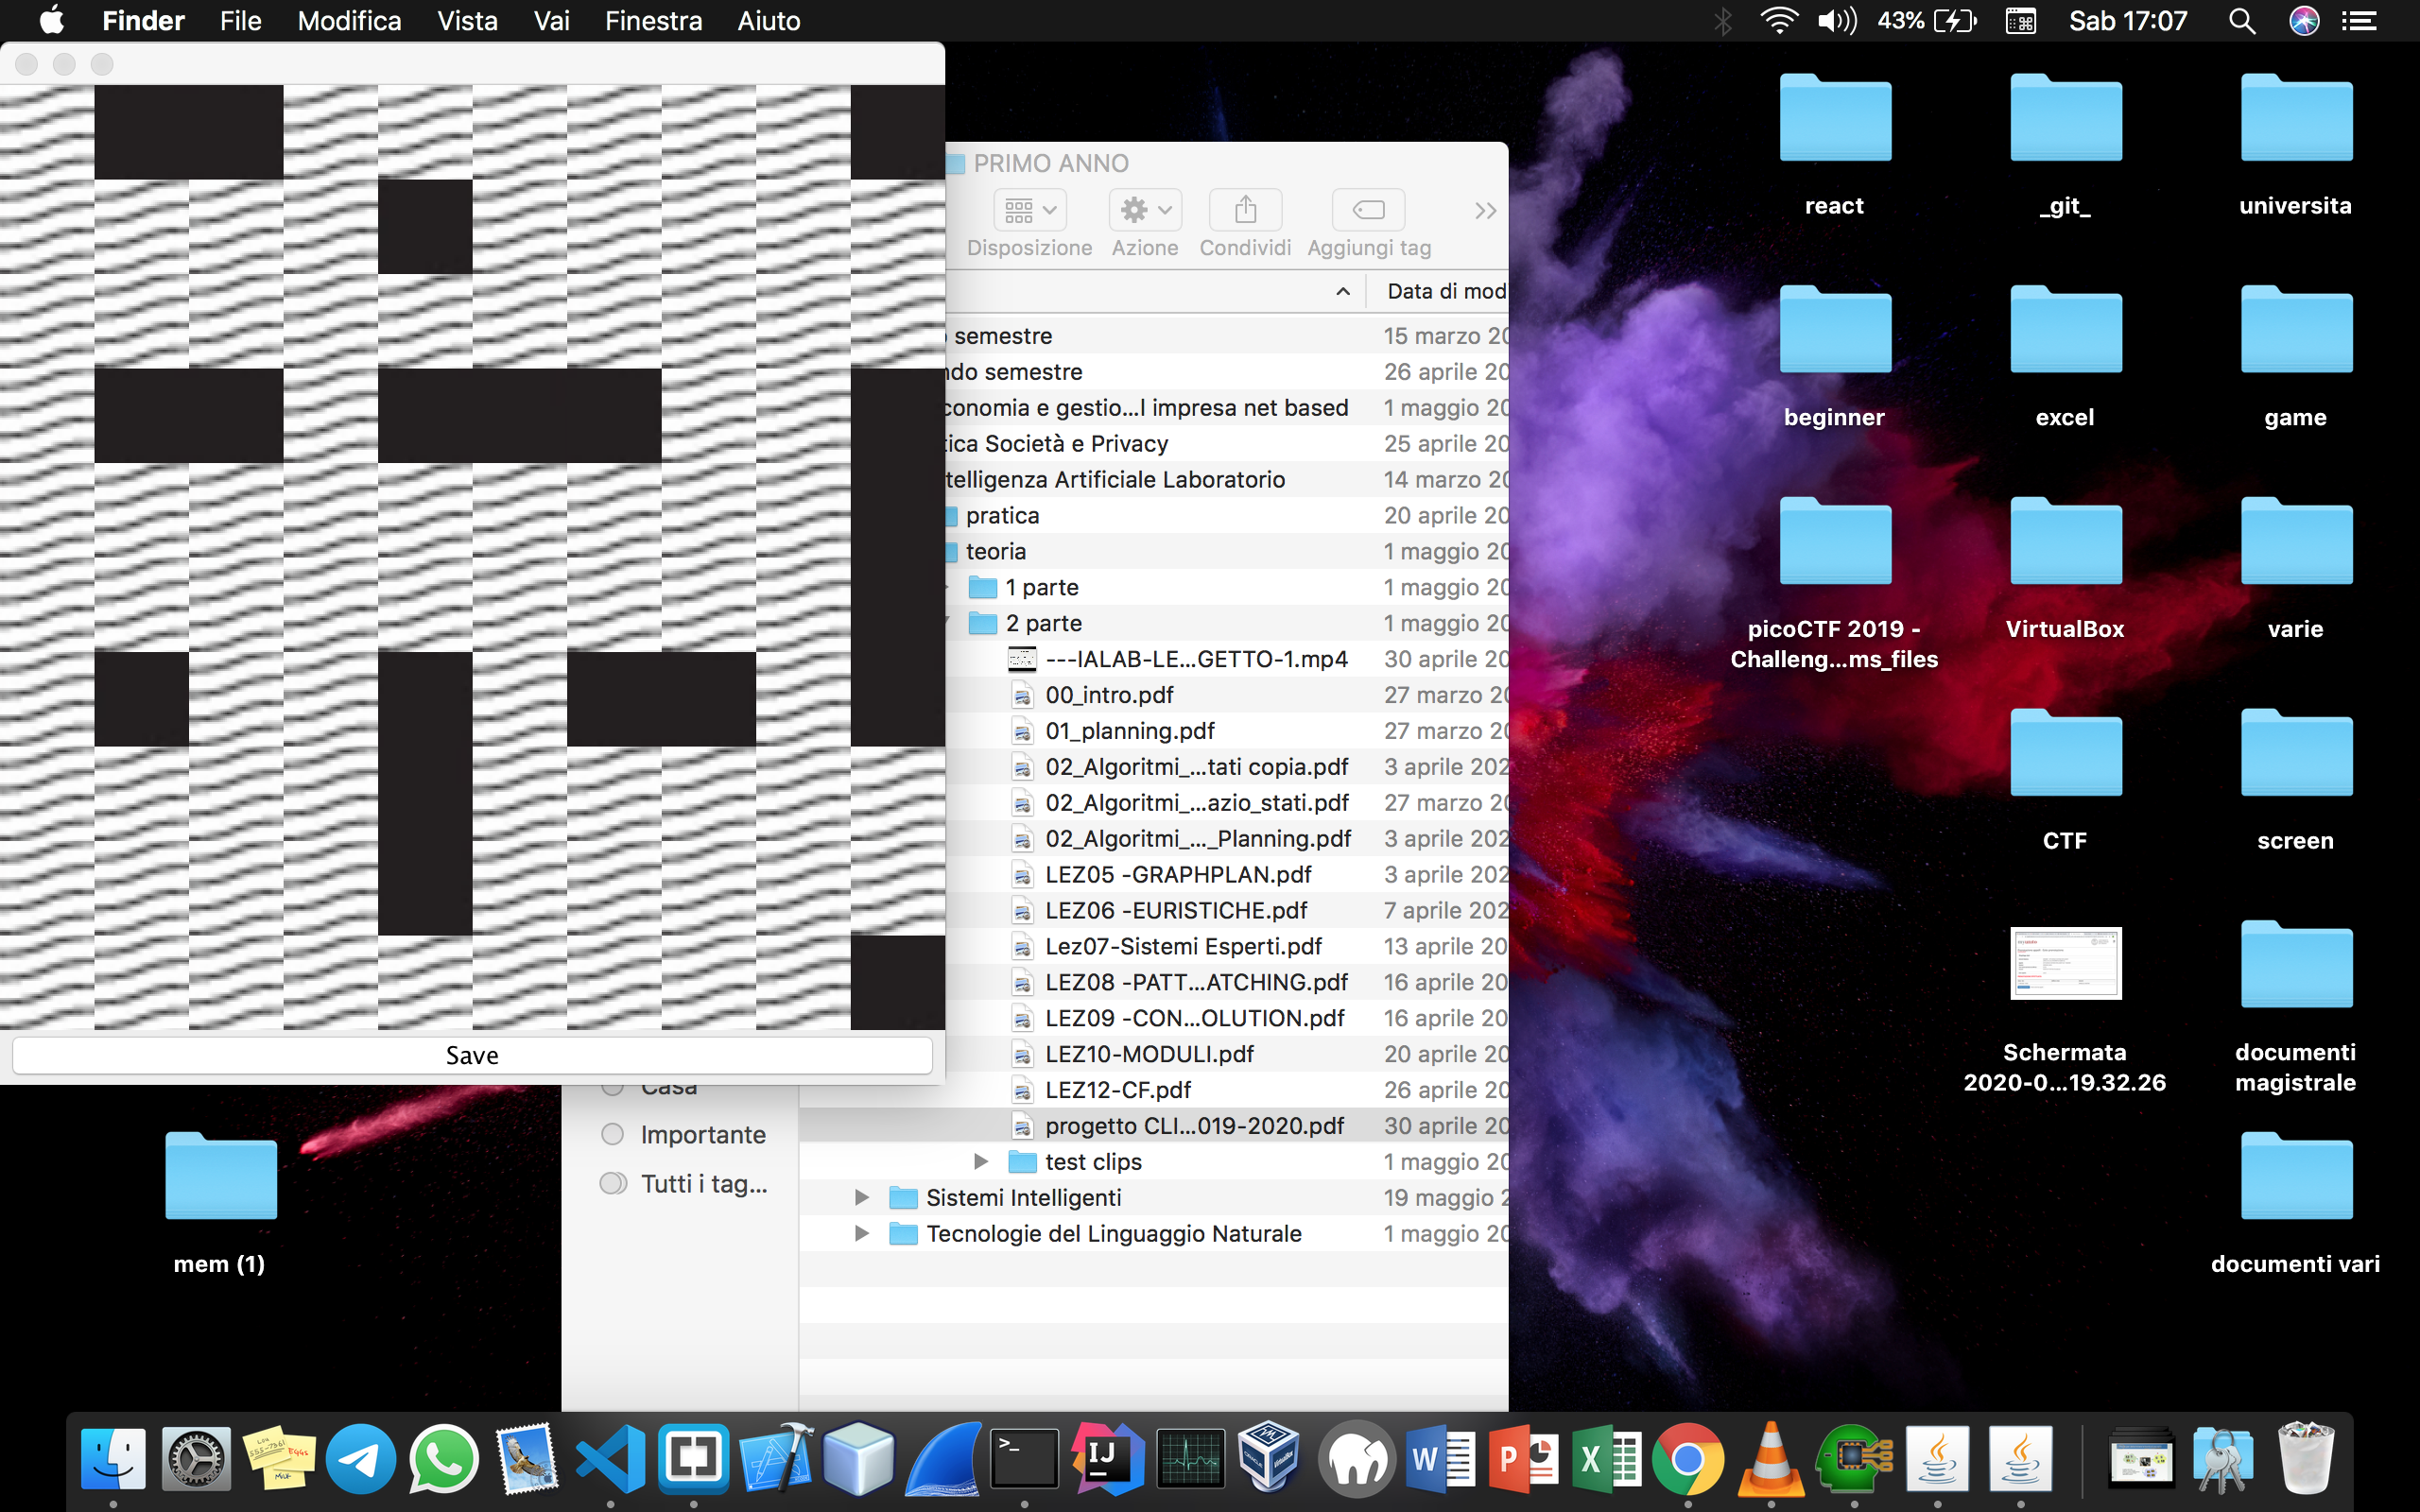 Finder File Modifica Vista Vai Finestra Aiuto 43% Sab 17:07
PRIMO ANNO
Disposizione Azione Condividi Aggiungi tag
Data di mod
semestre 15 marzo 20
ndo semestre 26 aprile 20
conomia e gestio...l impresa net based 1 maggio 20
tica Società e Privacy 25 aprile 20
telligenza Artificiale Laboratorio 14 marzo 20
pratica 20 aprile 20
teoria 1 maggio 20
1 parte 1 maggio 20
2 parte 1 maggio 20
---IALAB-LE...GETTO-1.mp4 30 aprile 20
00_intro.pdf 27 marzo 20
01_planning.pdf 27 marzo 20
02_Algoritmi_...tati copia.pdf 3 aprile 202
02_Algoritmi_...azio_stati.pdf 27 marzo 20
02_Algoritmi_..._Planning.pdf 3 aprile 202
LEZ05 -GRAPHPLAN.pdf 3 aprile 202
LEZ06 -EURISTICHE.pdf 7 aprile 202
Lez07-Sistemi Esperti.pdf 13 aprile 20
LEZ08 -PATT...ATCHING.pdf 16 aprile 20
LEZ09 -CON...OLUTION.pdf 16 aprile 20
LEZ10-MODULI.pdf 20 aprile 20
LEZ12-CF.pdf 26 aprile 20
progetto CLI...019-2020.pdf 30 aprile 20
test clips 1 maggio 20
Sistemi Intelligenti 19 maggio 2
Tecnologie del Linguaggio Naturale 1 maggio 20
Save
Casa
Importante
Tutti i tag...
react _git_ universita
beginner excel game
picoCTF 2019 - VirtualBox varie
Challeng...ms_files
CTF screen
Schermata documenti
2020-0...19.32.26 magistrale
mem (1) documenti vari